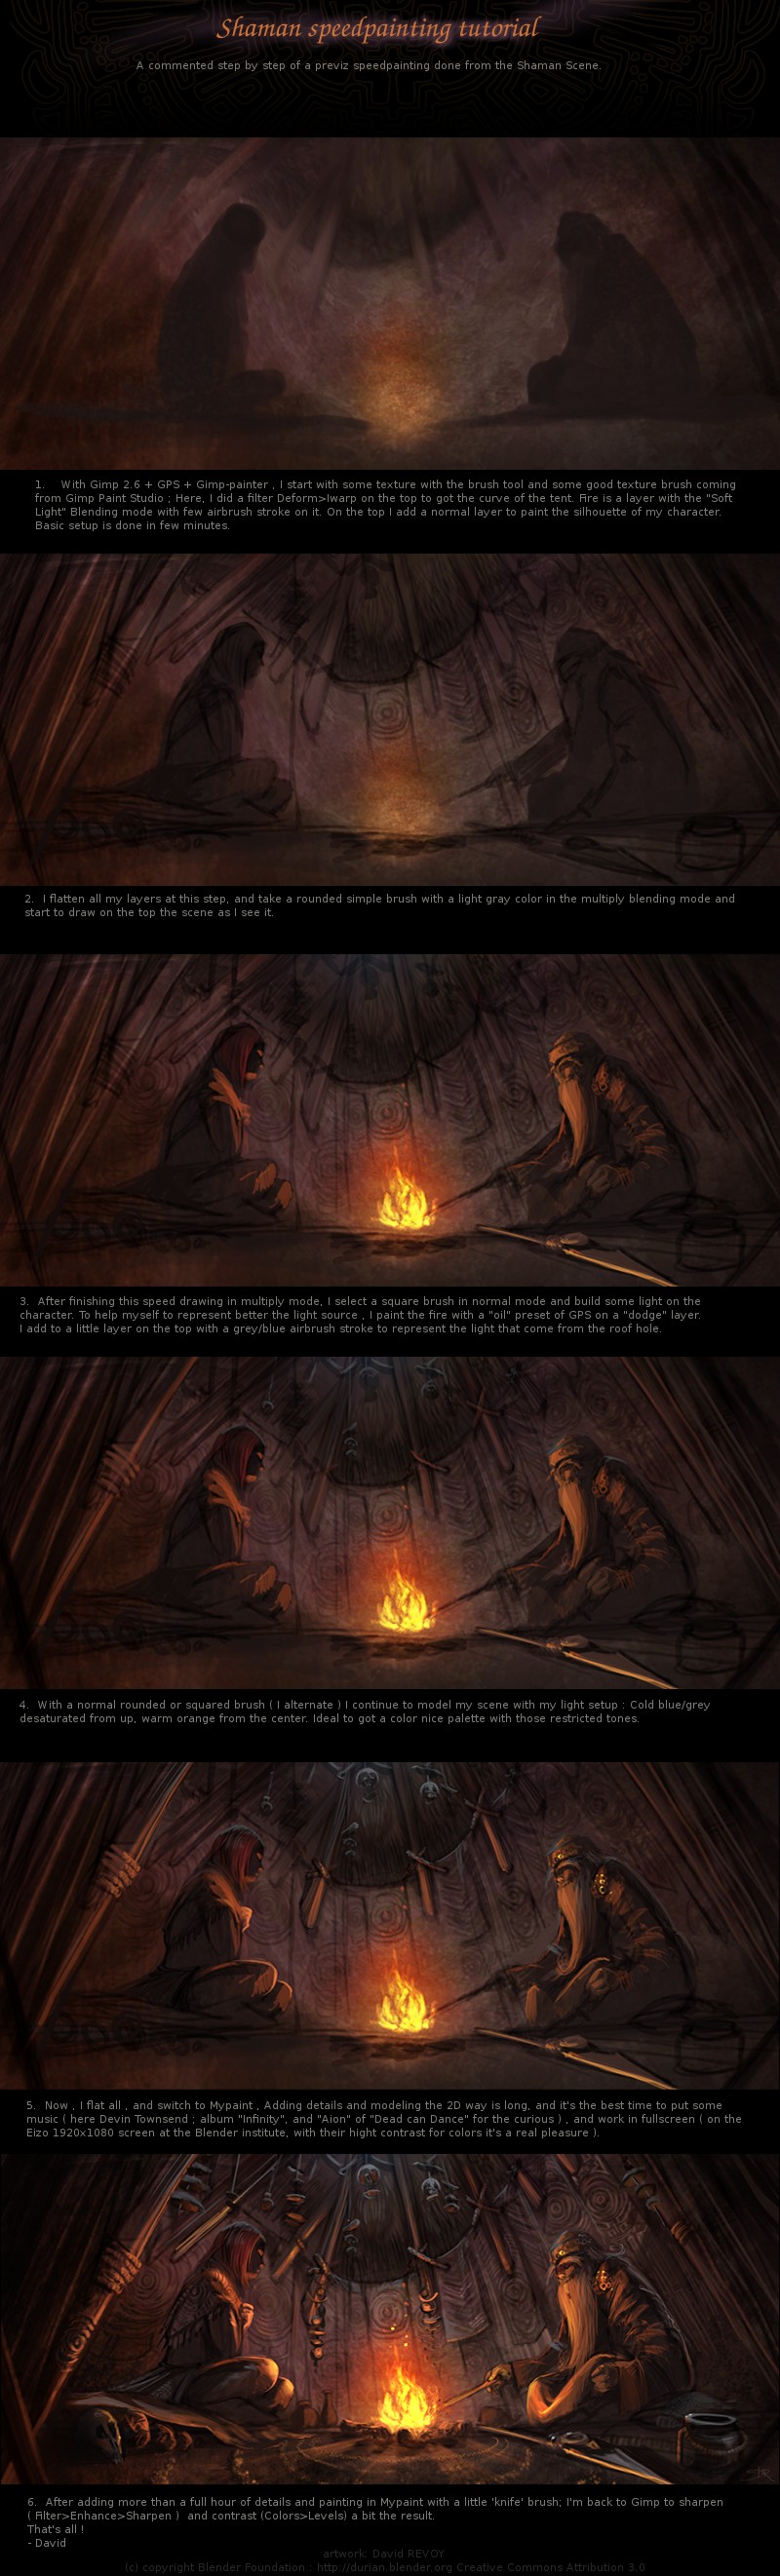 Shaman speedpainting tutorial
A commented step by step of a previz speedpainting done from the Shaman Scene.
1. With Gimp 2.6 + GPS + Gimp-painter , I start with some texture with the brush tool and some good texture brush coming
from Gimp Paint Studio ; Here, I did a filter Deform>Iwarp on the top to got the curve of the tent. Fire is a layer with the "Soft
Light" Blending mode with few airbrush stroke on it. On the top I add a normal layer to paint the silhouette of my character.
Basic setup is done in few minutes.
2. I flatten all my layers at this step, and take a rounded simple brush with a light gray color in the multiply blending mode and
start to draw on the top the scene as I see it.
3. After finishing this speed drawing in multiply mode, I select a square brush in normal mode and build some light on the
character. To help myself to represent better the light source , I paint the fire with a "oil" preset of GPS on a "dodge" layer.
I add to a little layer on the top with a grey/blue airbrush stroke to represent the light that come from the roof hole.
4. With a normal rounded or squared brush ( I alternate ) I continue to model my scene with my light setup : Cold blue/grey
desaturated from up, warm orange from the center. Ideal to got a color nice palette with those restricted tones.
5. Now , I flat all , and switch to Mypaint , Adding details and modeling the 2D way is long, and it's the best time to put some
music ( here Devin Townsend ; album "Infinity", and "Aion" of "Dead can Dance" for the curious ) , and work in fullscreen ( on the
Eizo 1920x1080 screen at the Blender institute, with their hight contrast for colors it's a real pleasure ).
6. After adding more than a full hour of details and painting in Mypaint with a little 'knife' brush; I'm back to Gimp to sharpen
( Filter>Enhance>Sharpen ) and contrast (Colors>Levels) a bit the result.
That's all !
- David
artwork: David REVOY
(c) copyright Blender Foundation : http://durian.blender.org Creative Commons Attribution 3.0